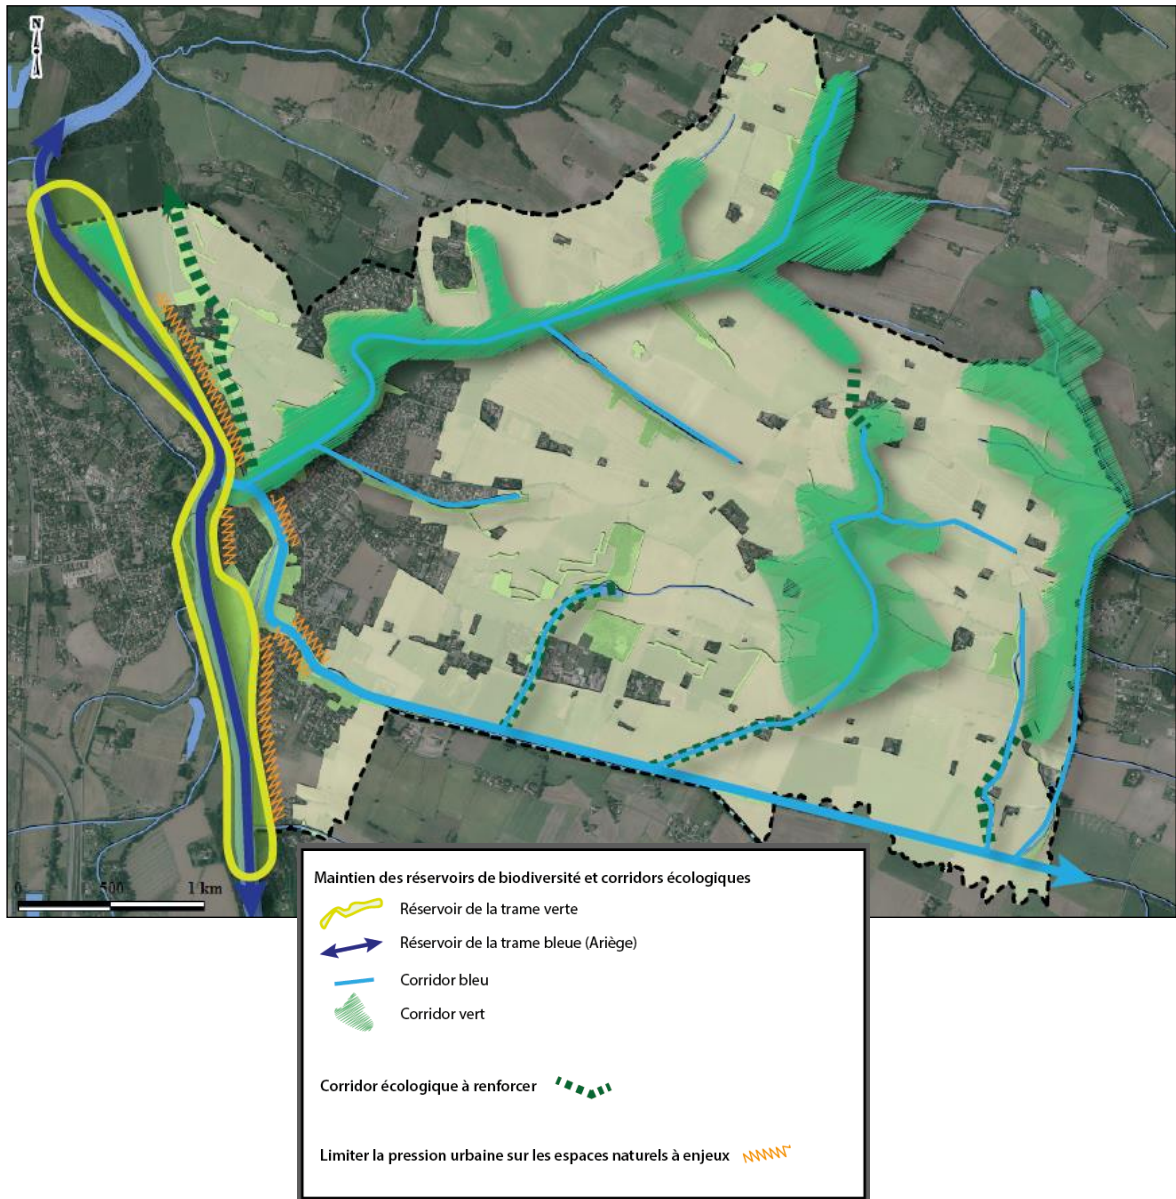 N
0 500 1 km
Maintien des réservoirs de biodiversité et corridors écologiques
Réservoir de la trame verte
Réservoir de la trame bleue (Ariège)
Corridor bleu
Corridor vert
Corridor écologique à renforcer
Limiter la pression urbaine sur les espaces naturels à enjeux